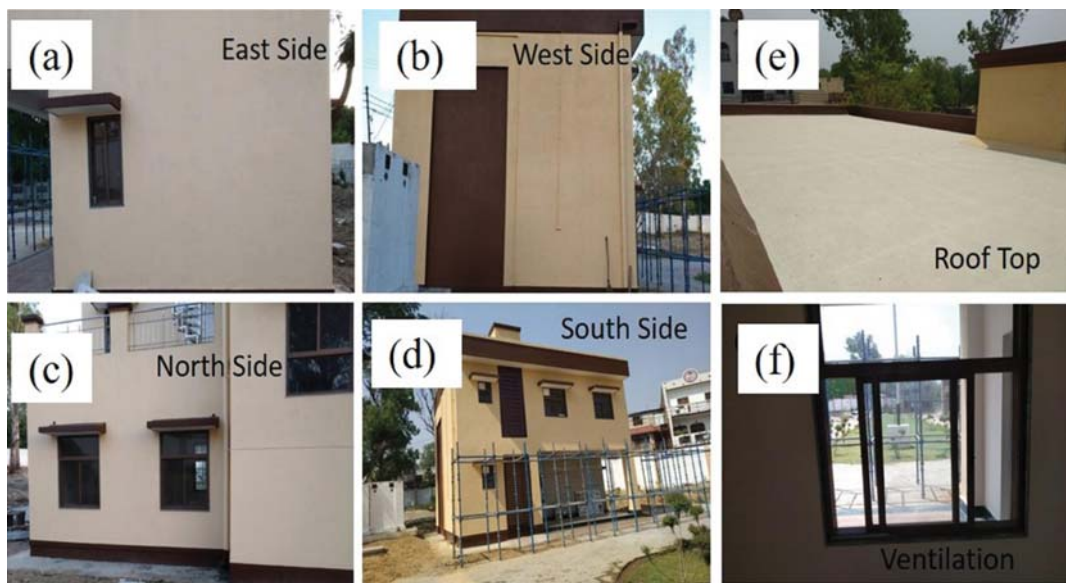 (a)
East Side
(b)
West Side
(e)
Roof Top
(c)
North Side
(d)
South Side
(f)
Ventilation